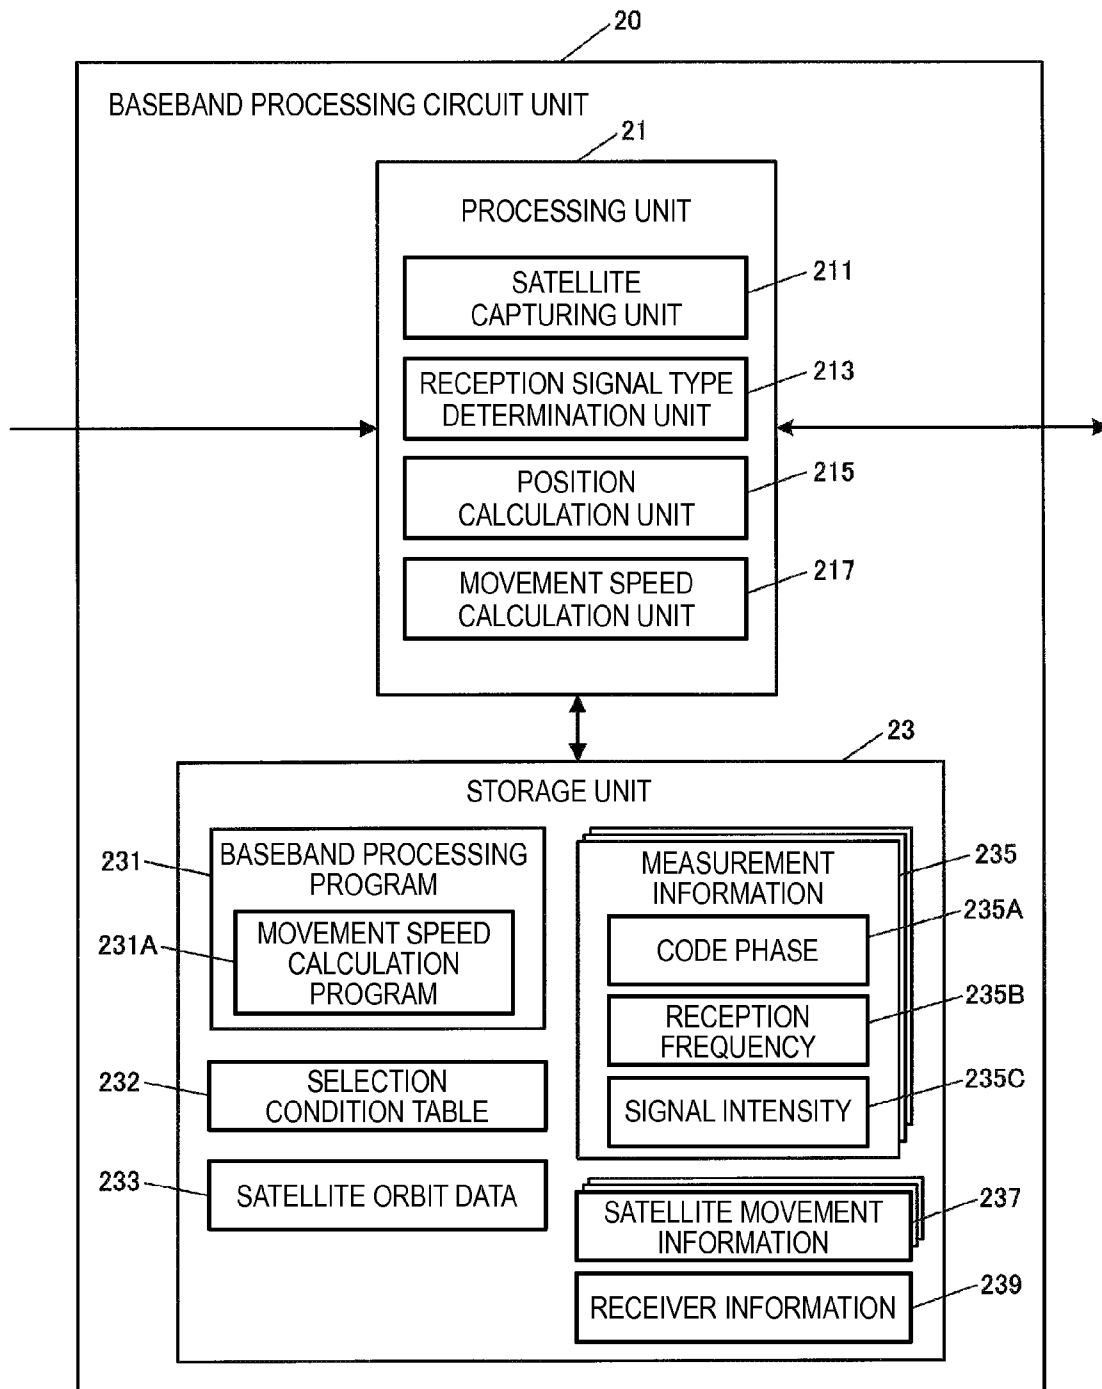 20
BASEBAND PROCESSING CIRCUIT UNIT
21
PROCESSING UNIT
SATELLITE
CAPTURING UNIT
211
RECEPTION SIGNAL TYPE
DETERMINATION UNIT
213
POSITION
CALCULATION UNIT
215
MOVEMENT SPEED
CALCULATION UNIT
217
23
STORAGE UNIT
231
BASEBAND PROCESSING
PROGRAM
231A
MOVEMENT SPEED
CALCULATION
PROGRAM
232
SELECTION
CONDITION TABLE
233
SATELLITE ORBIT DATA
MEASUREMENT
INFORMATION
235
CODE PHASE
235A
RECEPTION
FREQUENCY
235B
SIGNAL INTENSITY
235C
SATELLITE MOVEMENT
INFORMATION
237
RECEIVER INFORMATION
239